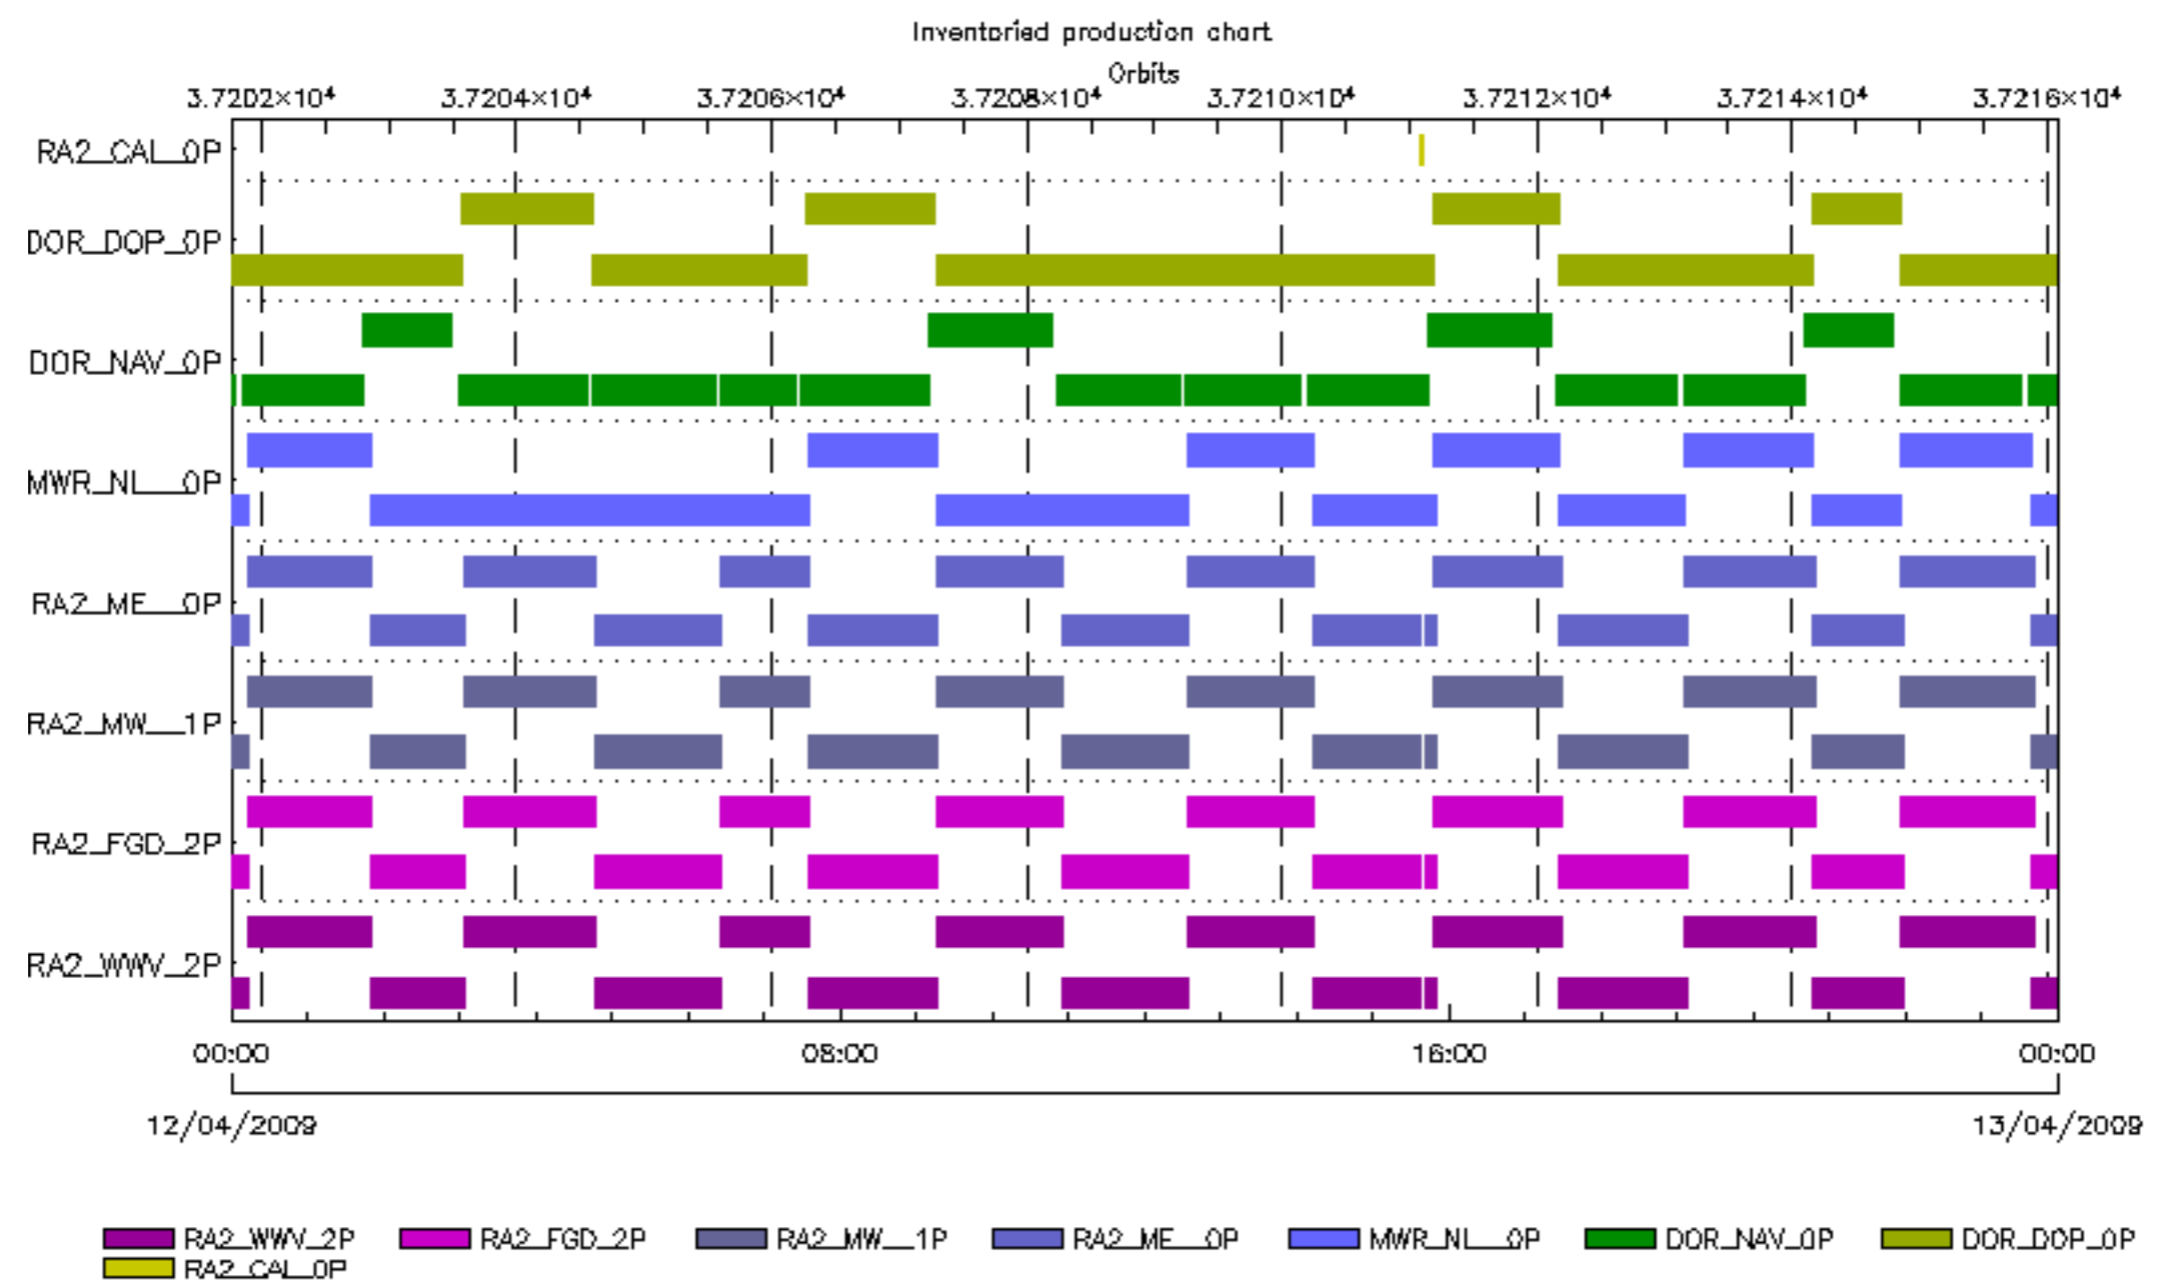 Inventoried production chart
Orbits
3.7202×10⁴ 3.7204×10⁴ 3.7206×10⁴ 3.7208×10⁴ 3.7210×10⁴ 3.7212×10⁴ 3.7214×10⁴ 3.7216×10⁴
RA2_CAL_0P
DOR_DOP_0P
DOR_NAV_0P
MWR_NL__0P
RA2_ME__0P
RA2_MW__1P
RA2_FGD_2P
RA2_WWV_2P
00:00 08:00 16:00 00:00
12/04/2009 13/04/2009
RA2_WWV_2P RA2_FGD_2P RA2_MW__1P RA2_ME__0P MWR_NL__0P DOR_NAV_0P DOR_DOP_0P
RA2_CAL_0P